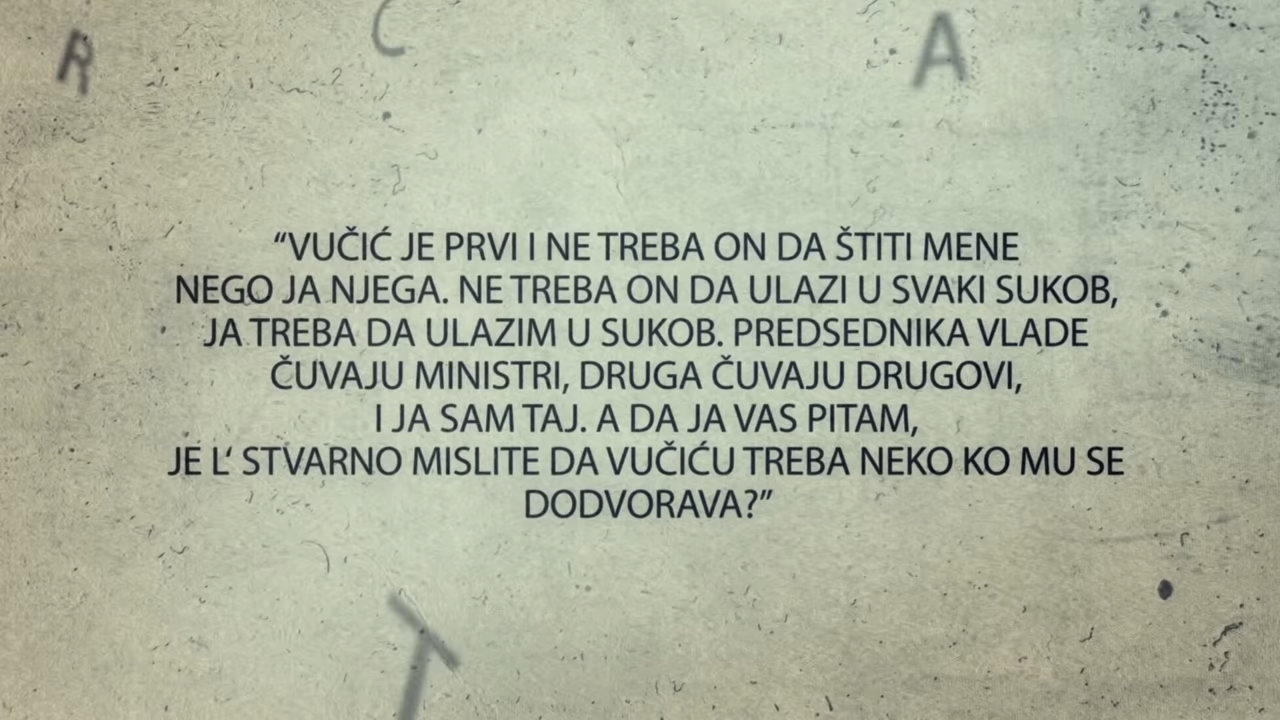 R C A
“VUČIĆ JE PRVI I NE TREBA ON DA ŠTITI MENE
NEGO JA NJEGA. NE TREBA ON DA ULAZI U SVAKI SUKOB,
JA TREBA DA ULAZIM U SUKOB. PREDSEDNIKA VLADE
ČUVAJU MINISTRI, DRUGA ČUVAJU DRUGOVI,
I JA SAM TAJ. A DA JA VAS PITAM,
JE L‘ STVARNO MISLITE DA VUČIĆU TREBA NEKO KO MU SE
DODVORAVA?”
T